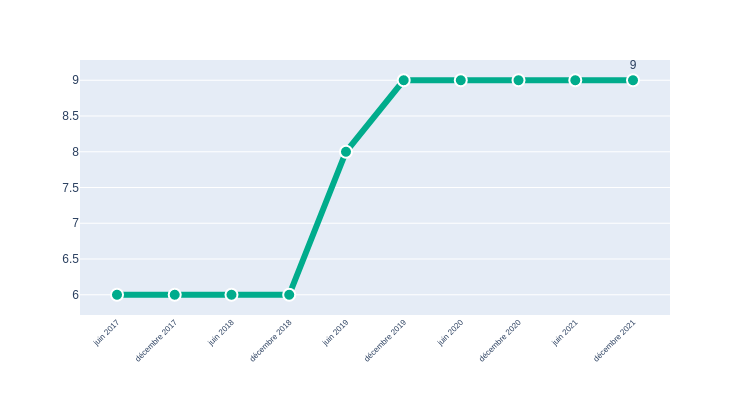 9
9
8.5
8
7.5
7
6.5
6
juin 2017
décembre 2017
juin 2018
décembre 2018
juin 2019
décembre 2019
juin 2020
décembre 2020
juin 2021
décembre 2021